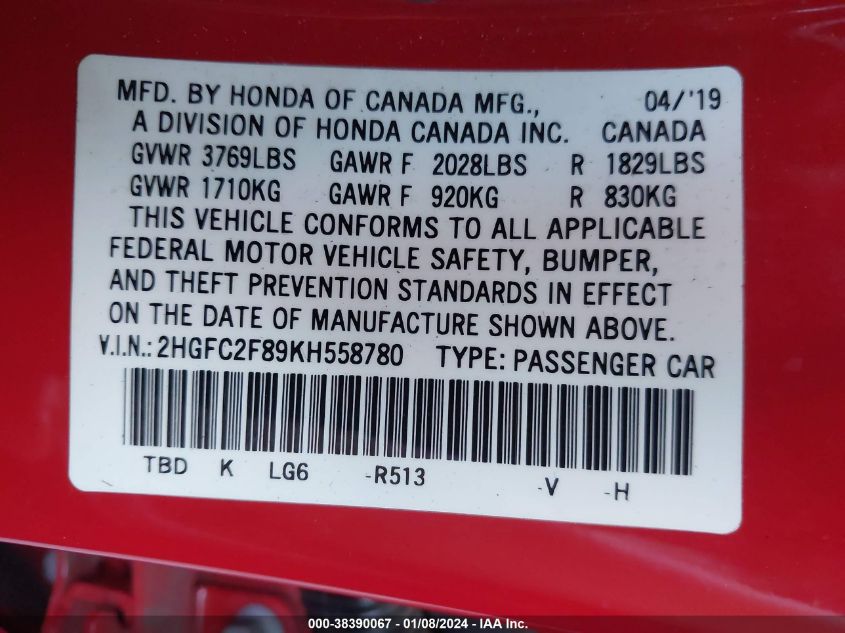 MFD. BY HONDA OF CANADA MFG., 04/'19
A DIVISION OF HONDA CANADA INC. CANADA
GVWR 3769LBS GAWR F 2028LBS R 1829LBS
GVWR 1710KG GAWR F 920KG R 830KG
THIS VEHICLE CONFORMS TO ALL APPLICABLE
FEDERAL MOTOR VEHICLE SAFETY, BUMPER,
AND THEFT PREVENTION STANDARDS IN EFFECT
ON THE DATE OF MANUFACTURE SHOWN ABOVE.
V.I.N.: 2HGFC2F89KH558780 TYPE: PASSENGER CAR
TBD K LG6 -R513 -V -H
000-38390067 - 01/08/2024 - IAA Inc.